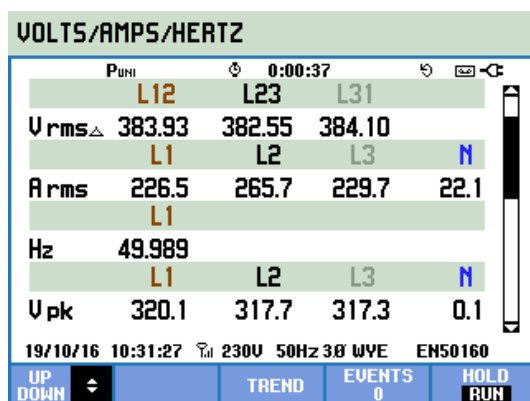 VOLTS/AMPS/HERTZ
PUNI 0:00:37
L12 L23 L31
V rms△ 383.93 382.55 384.10
L1 L2 L3 N
A rms 226.5 265.7 229.7 22.1
L1
Hz 49.989
L1 L2 L3 N
V pk 320.1 317.7 317.3 0.1
19/10/16 10:31:27 230V 50Hz 3Ø WYE EN50160
UP DOWN TREND EVENTS 0 HOLD RUN